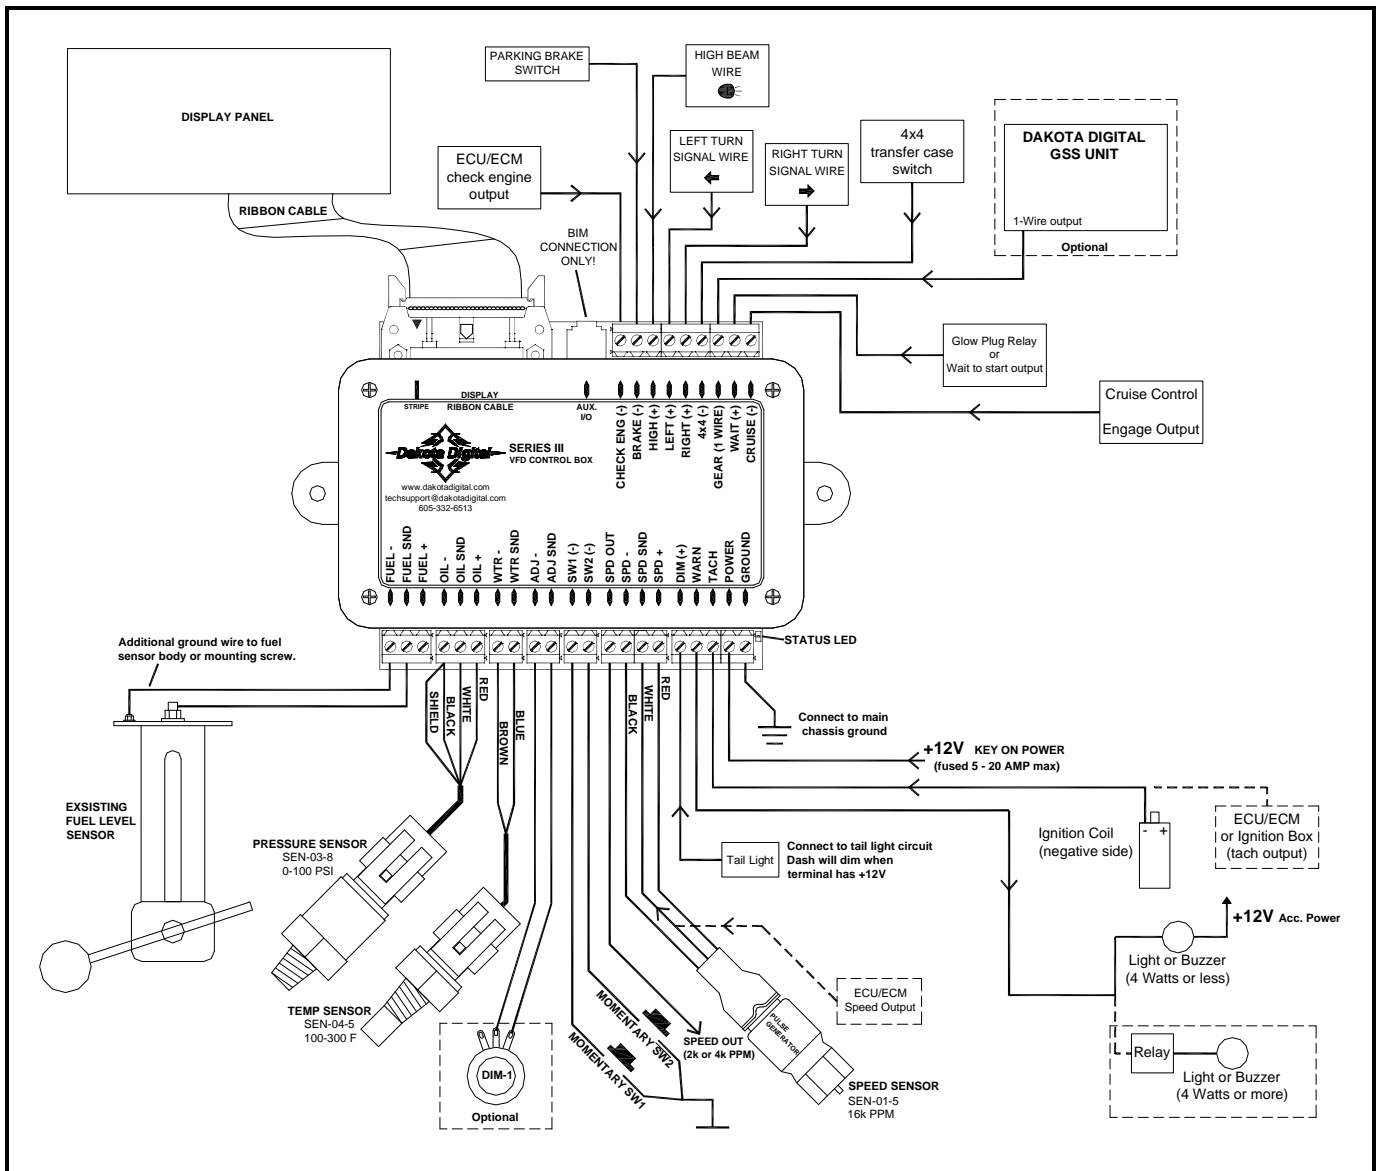 DISPLAY PANEL
RIBBON CABLE
PARKING BRAKE
SWITCH
HIGH BEAM
WIRE
ECU/ECM
check engine
output
LEFT TURN
SIGNAL WIRE
RIGHT TURN
SIGNAL WIRE
4x4
transfer case
switch
DAKOTA DIGITAL
GSS UNIT
1-Wire output
Optional
BIM
CONNECTION
ONLY!
Glow Plug Relay
or
Wait to start output
Cruise Control
Engage Output
STRIPE
DISPLAY
RIBBON CABLE
AUX.
I/O
CHECK ENG (-)
BRAKE (-)
HIGH (+)
LEFT (+)
RIGHT (+)
4x4 (-)
GEAR (1 WIRE)
WAIT (+)
CRUISE (-)
Dakota Digital
SERIES III
VFD CONTROL BOX
www.dakotadigital.com
techsupport@dakotadigital.com
605-332-6513
FUEL -
FUEL SND
FUEL +
OIL -
OIL SND
OIL +
WTR -
WTR SND
ADJ -
ADJ SND
SW1 (-)
SW2 (-)
SPD OUT
SPD -
SPD SND
SPD +
DIM (+)
WARN
TACH
POWER
GROUND
STATUS LED
Additional ground wire to fuel
sensor body or mounting screw.
SHIELD
BLACK
WHITE
RED
BROWN
BLUE
BLACK
WHITE
RED
Connect to main
chassis ground
+12V KEY ON POWER
(fused 5 - 20 AMP max)
EXSISTING
FUEL LEVEL
SENSOR
PRESSURE SENSOR
SEN-03-8
0-100 PSI
Tail Light
Connect to tail light circuit
Dash will dim when
terminal has +12V
Ignition Coil
(negative side)
- +
ECU/ECM
or Ignition Box
(tach output)
+12V Acc. Power
Light or Buzzer
(4 Watts or less)
TEMP SENSOR
SEN-04-5
100-300 F
DIM-1
Optional
MOMENTARY SW2
MOMENTARY SW1
SPEED OUT
(2k or 4k PPM)
PULSE
GENERATOR
ECU/ECM
Speed Output
SPEED SENSOR
SEN-01-5
16k PPM
Relay
Light or Buzzer
(4 Watts or more)